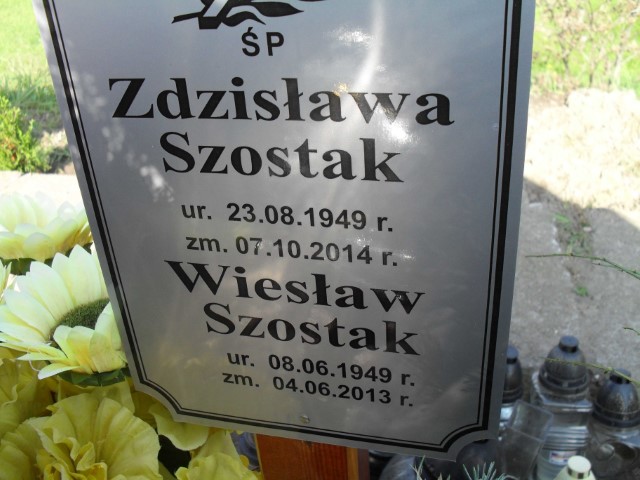 ŚP
Zdzisława
Szostak
ur. 23.08.1949 r.
zm. 07.10.2014 r.
Wiesław
Szostak
ur. 08.06.1949 r.
zm. 04.06.2013 r.